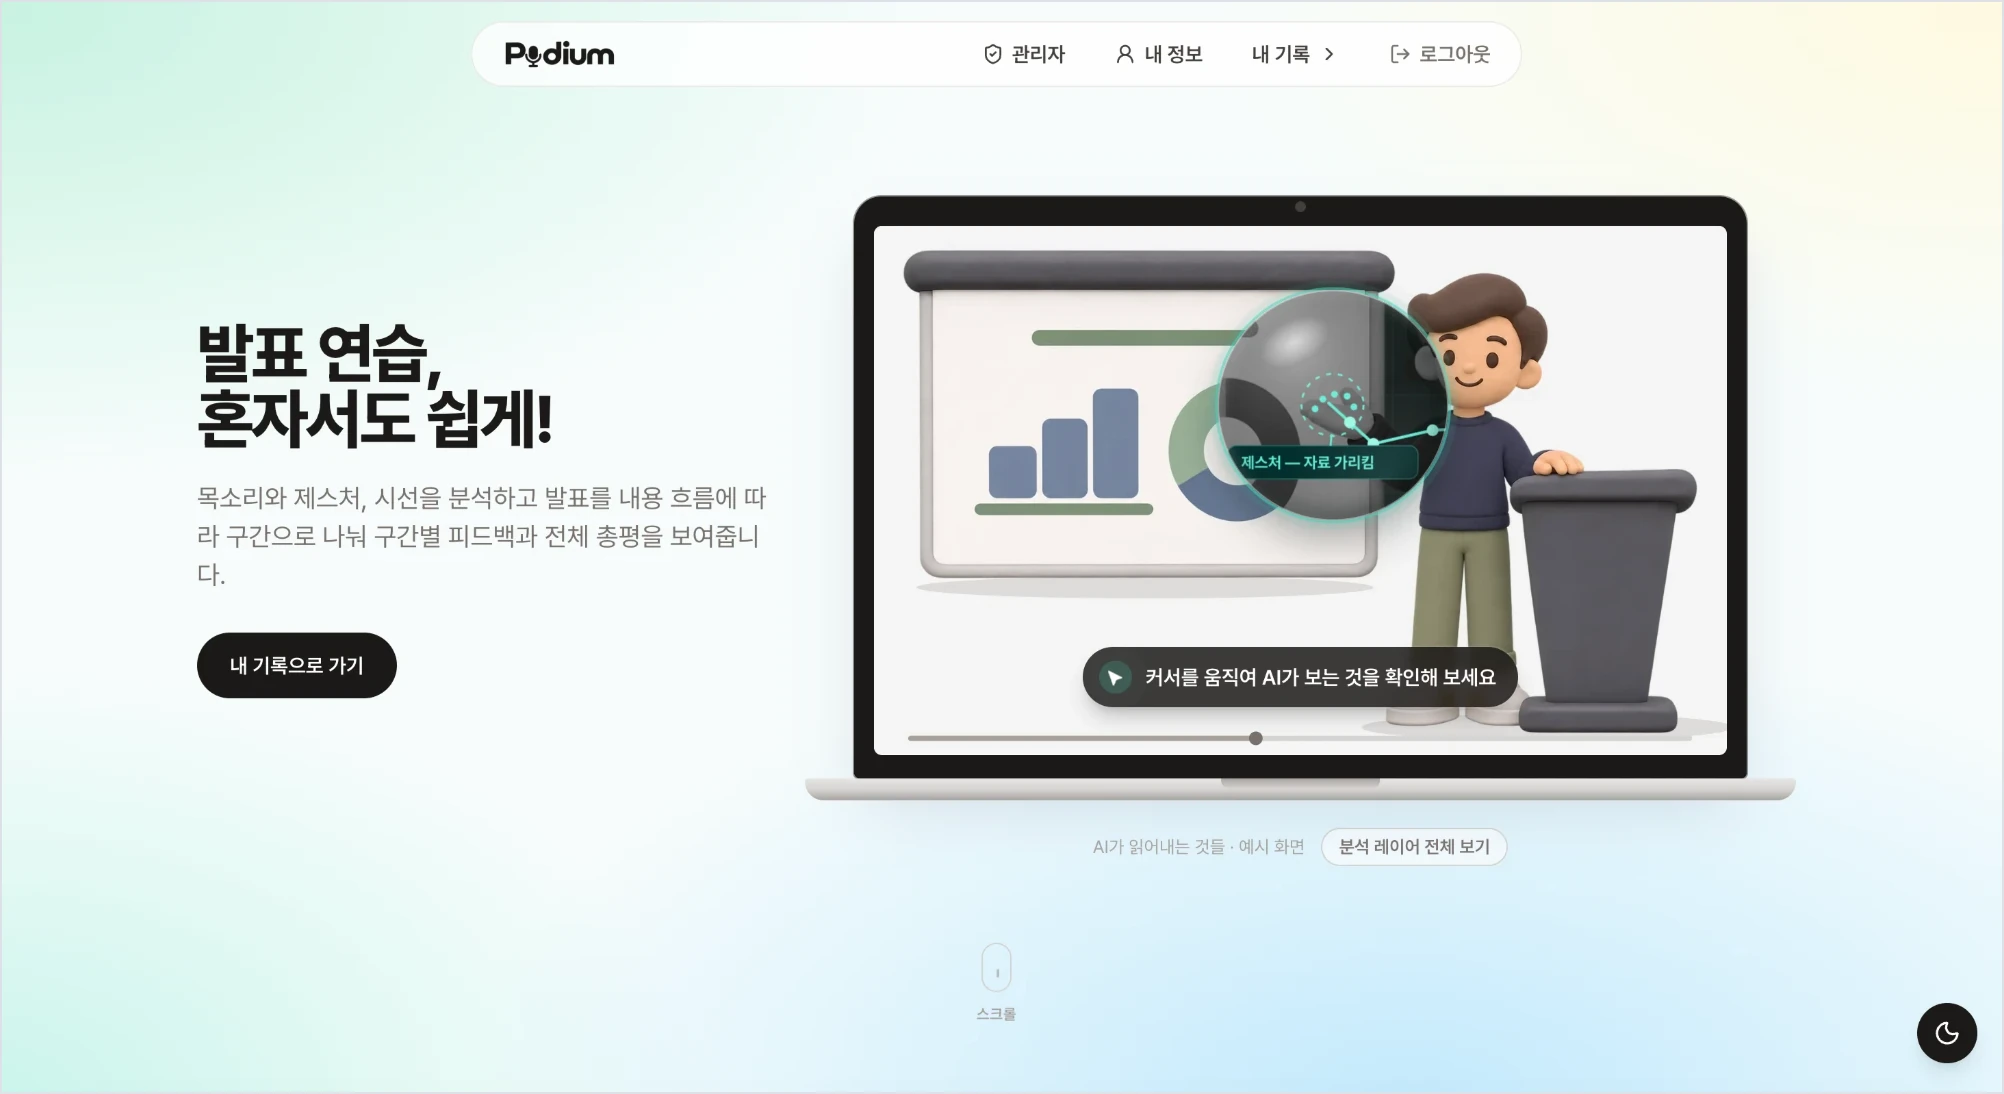 Podium
관리자
내 정보
내 기록
로그아웃
발표 연습,
혼자서도 쉽게!
목소리와 제스처, 시선을 분석하고 발표를 내용 흐름에 따
라 구간으로 나눠 구간별 피드백과 전체 총평을 보여줍니
다.
내 기록으로 가기
제스처 — 자료 가리킴
커서를 움직여 AI가 보는 것을 확인해 보세요
AI가 읽어내는 것들 · 예시 화면
분석 레이어 전체 보기
스크롤